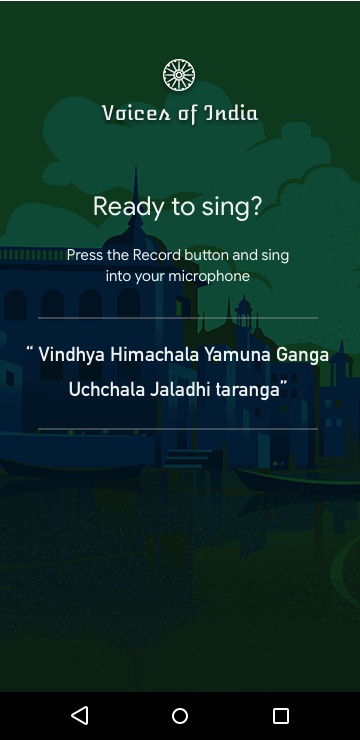 Voices of India
Ready to sing?
Press the Record button and sing
into your microphone
“ Vindhya Himachala Yamuna Ganga
Uchchala Jaladhi taranga”